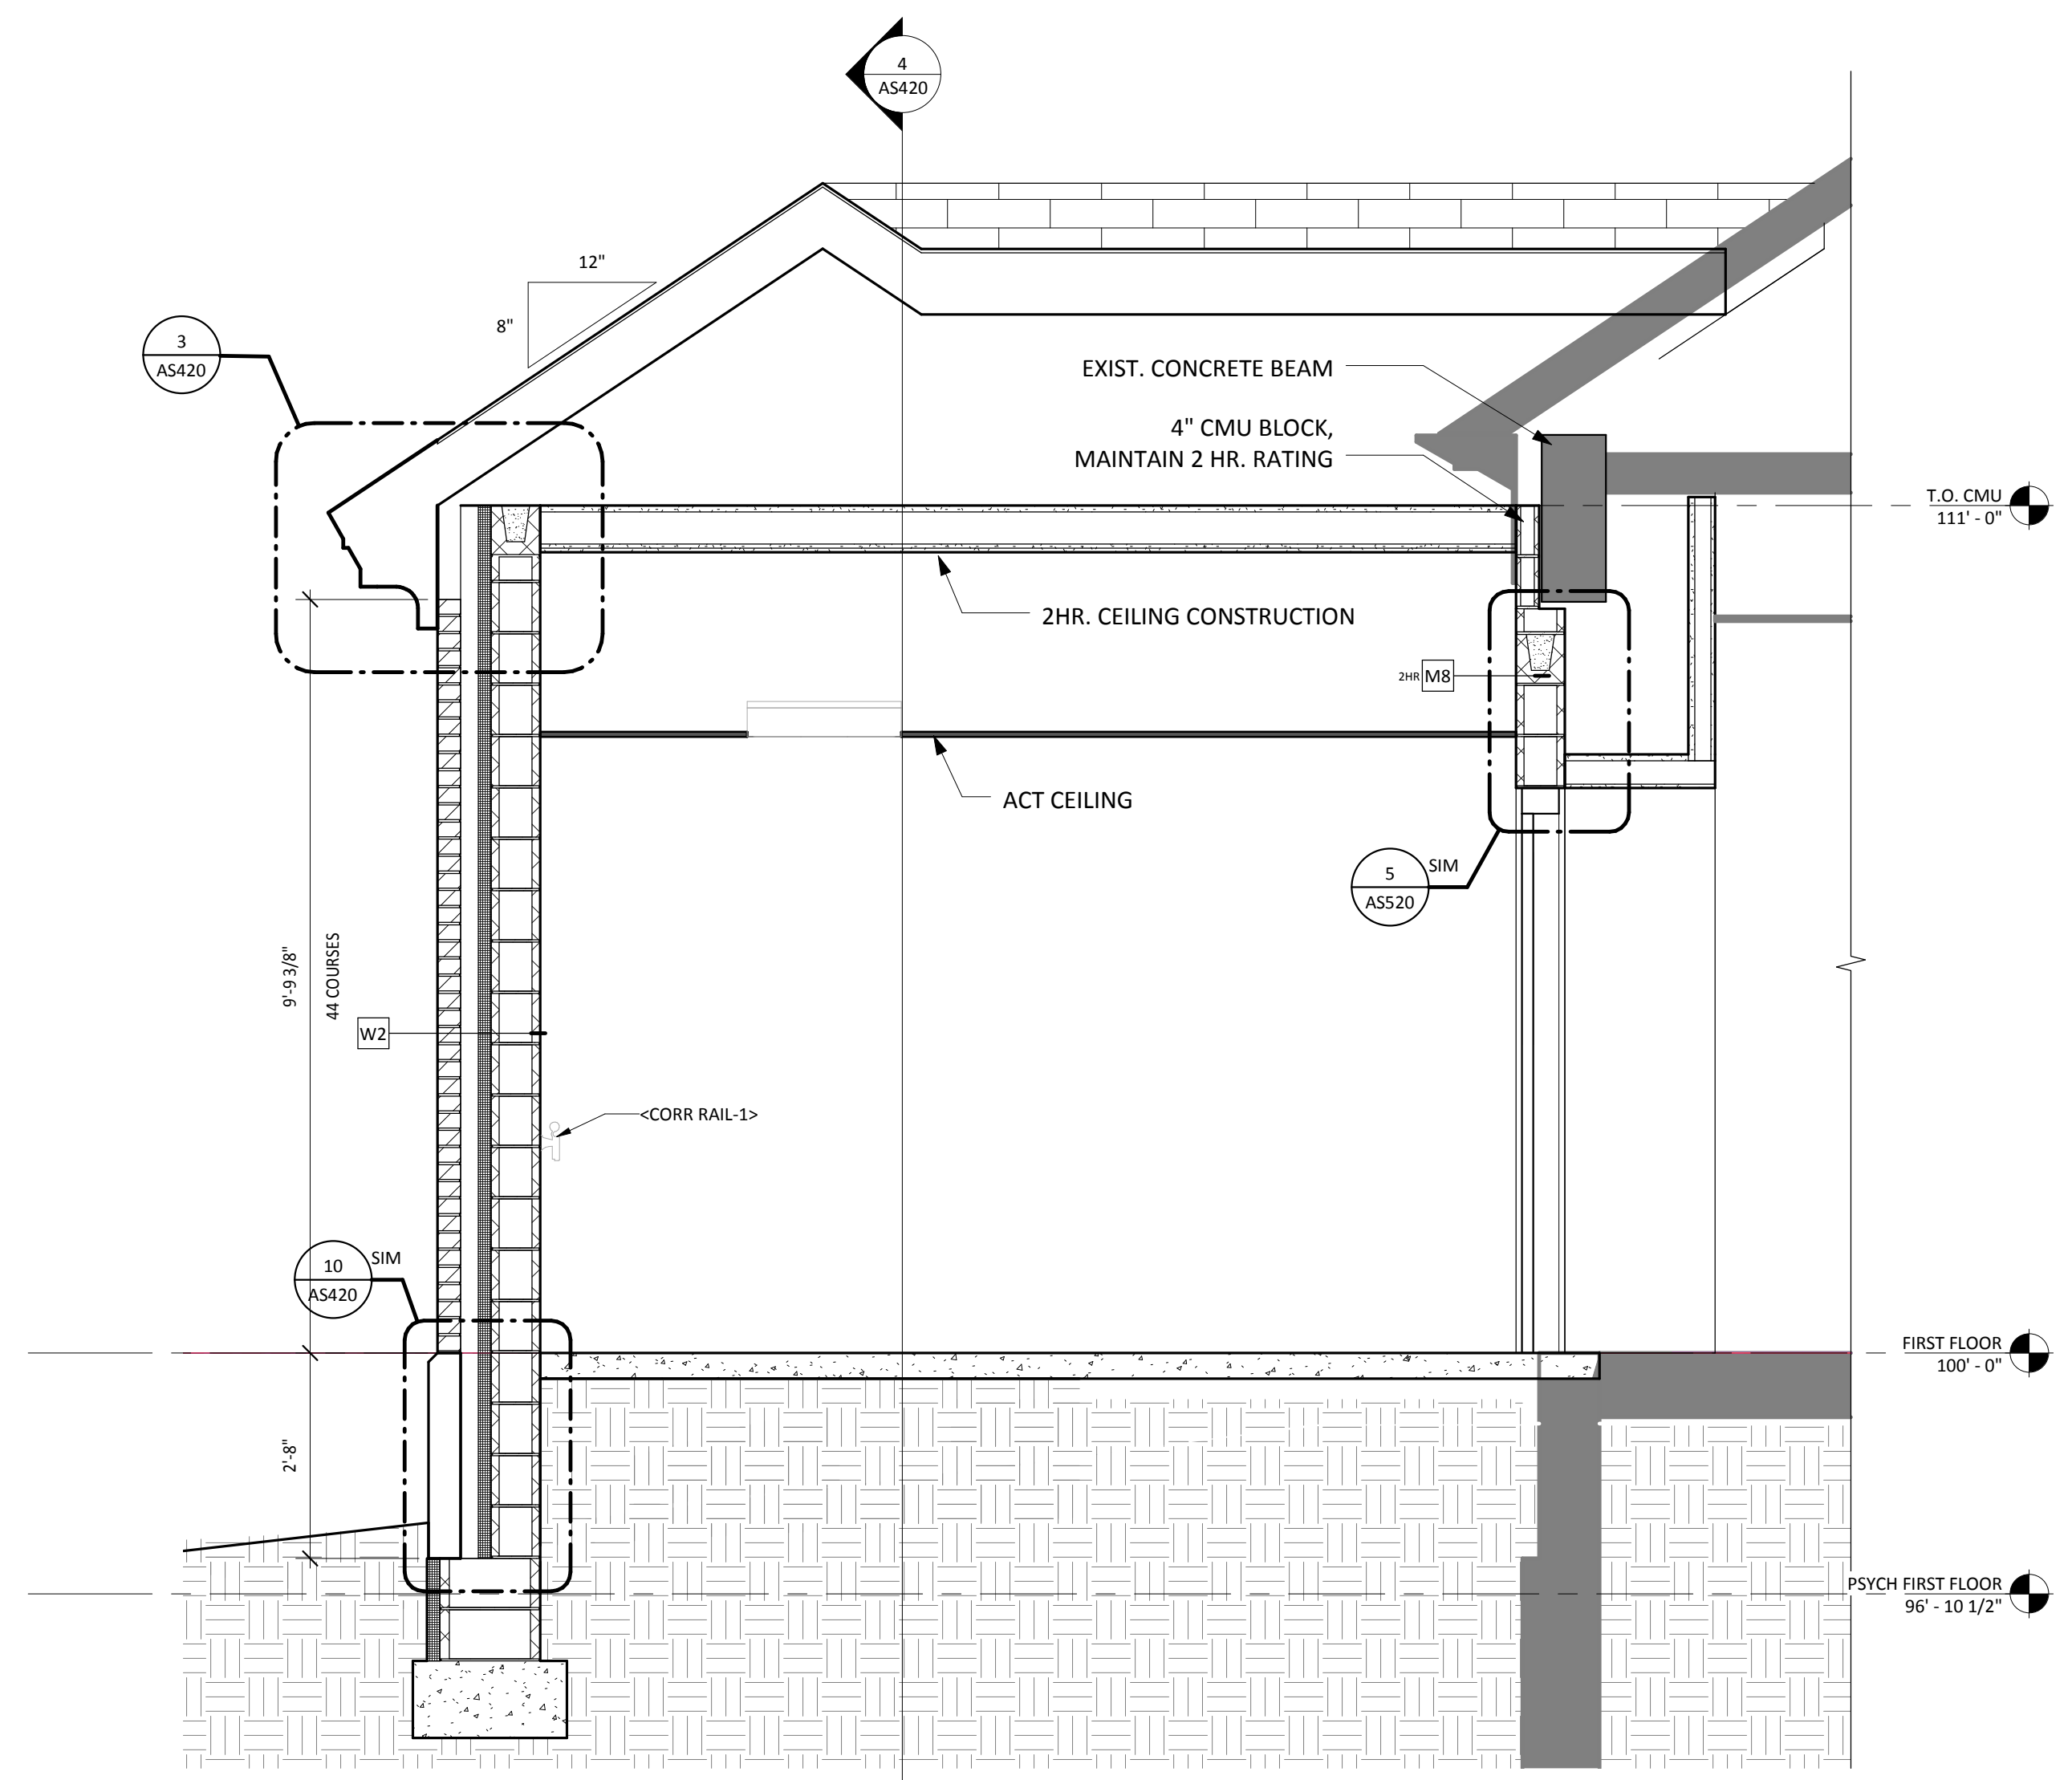 4
AS420
12"
8"
3
AS420
EXIST. CONCRETE BEAM
4" CMU BLOCK,
MAINTAIN 2 HR. RATING
T.O. CMU
111' - 0"
2HR. CEILING CONSTRUCTION
2HR M8
ACT CEILING
5
AS520
SIM
9'-9 3/8"
44 COURSES
W2
<CORR RAIL-1>
10
AS420
SIM
FIRST FLOOR
100' - 0"
2'-8"
PSYCH FIRST FLOOR
96' - 10 1/2"